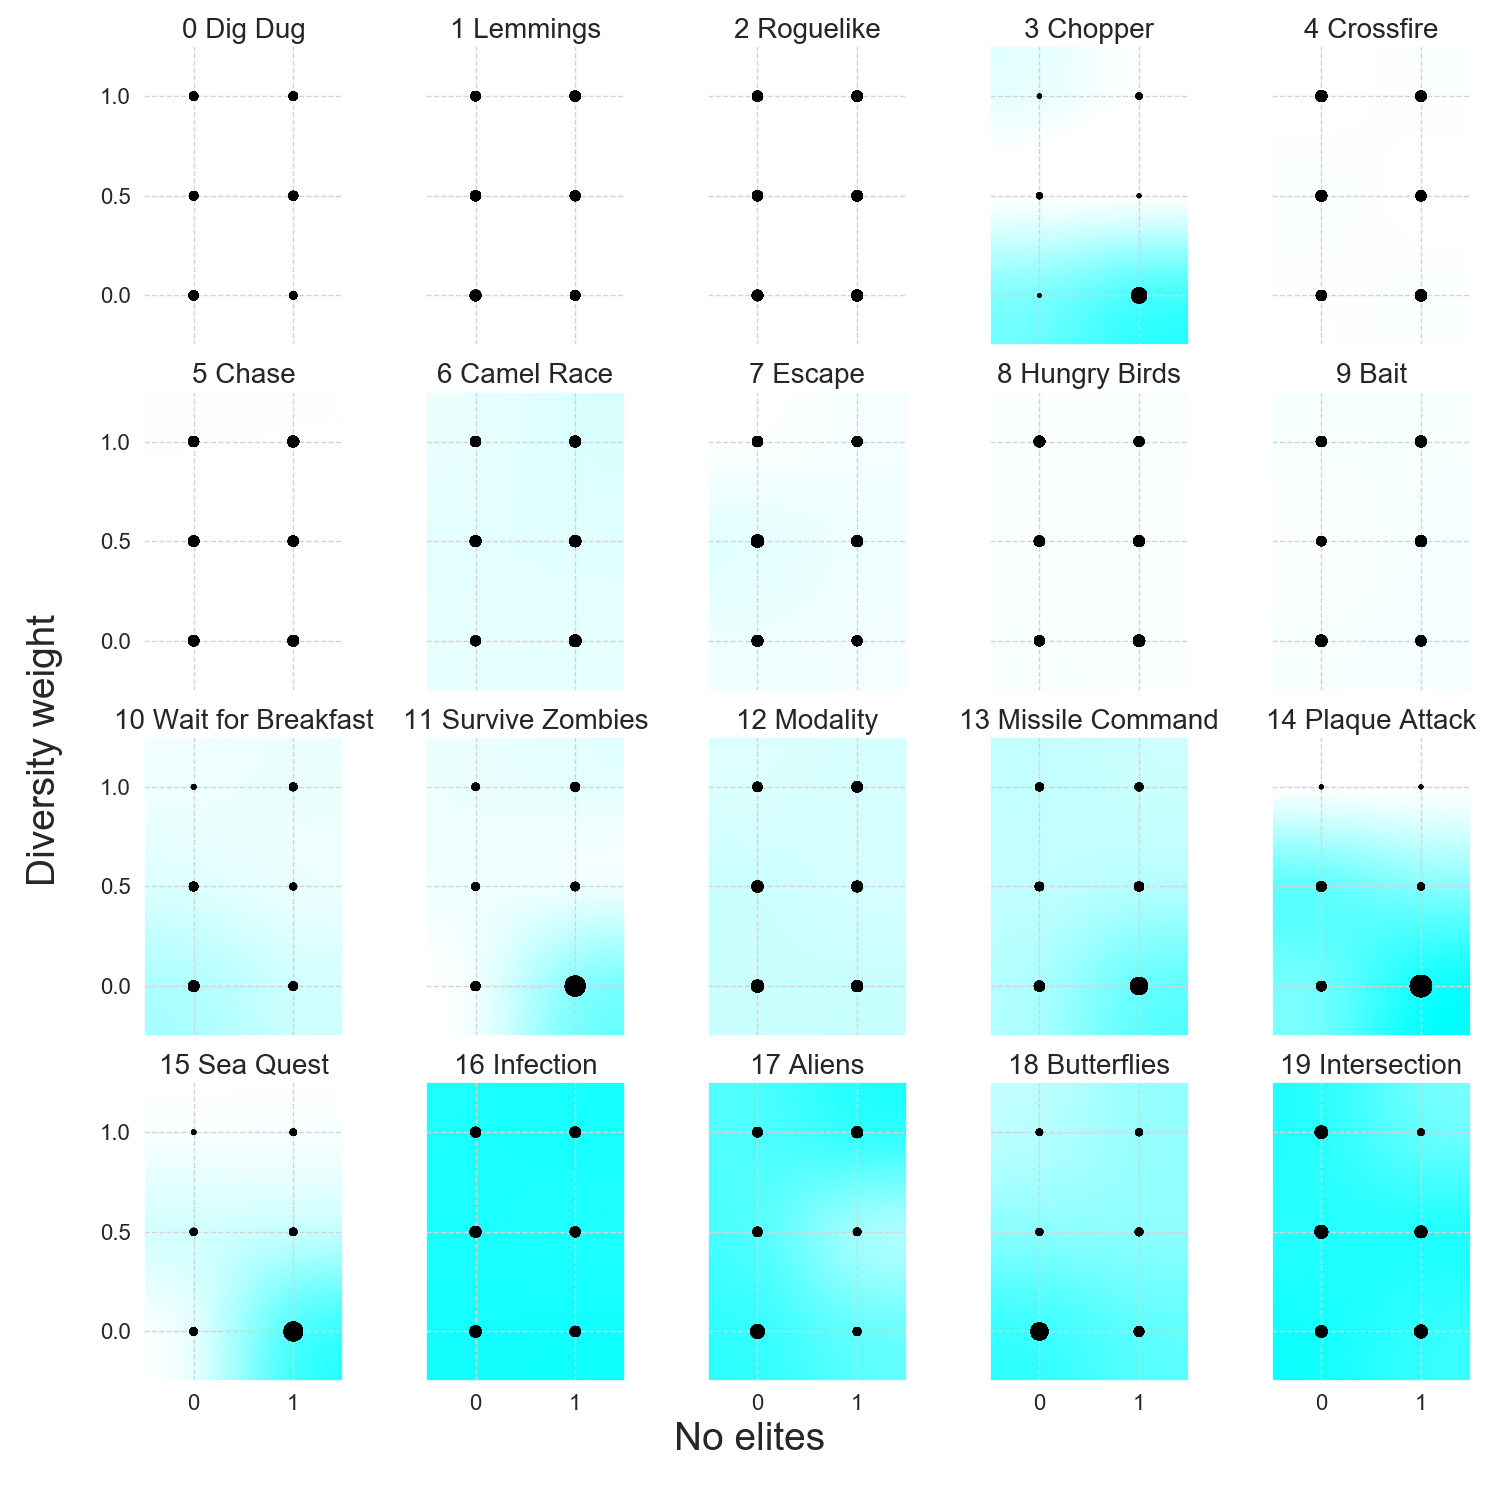 0 Dig Dug 1 Lemmings 2 Roguelike 3 Chopper 4 Crossfire
1.0
0.5
0.0
5 Chase 6 Camel Race 7 Escape 8 Hungry Birds 9 Bait
1.0
0.5
0.0
Diversity weight
10 Wait for Breakfast 11 Survive Zombies 12 Modality 13 Missile Command 14 Plaque Attack
1.0
0.5
0.0
15 Sea Quest 16 Infection 17 Aliens 18 Butterflies 19 Intersection
1.0
0.5
0.0
0 1 0 1 0 1 0 1 0 1
No elites